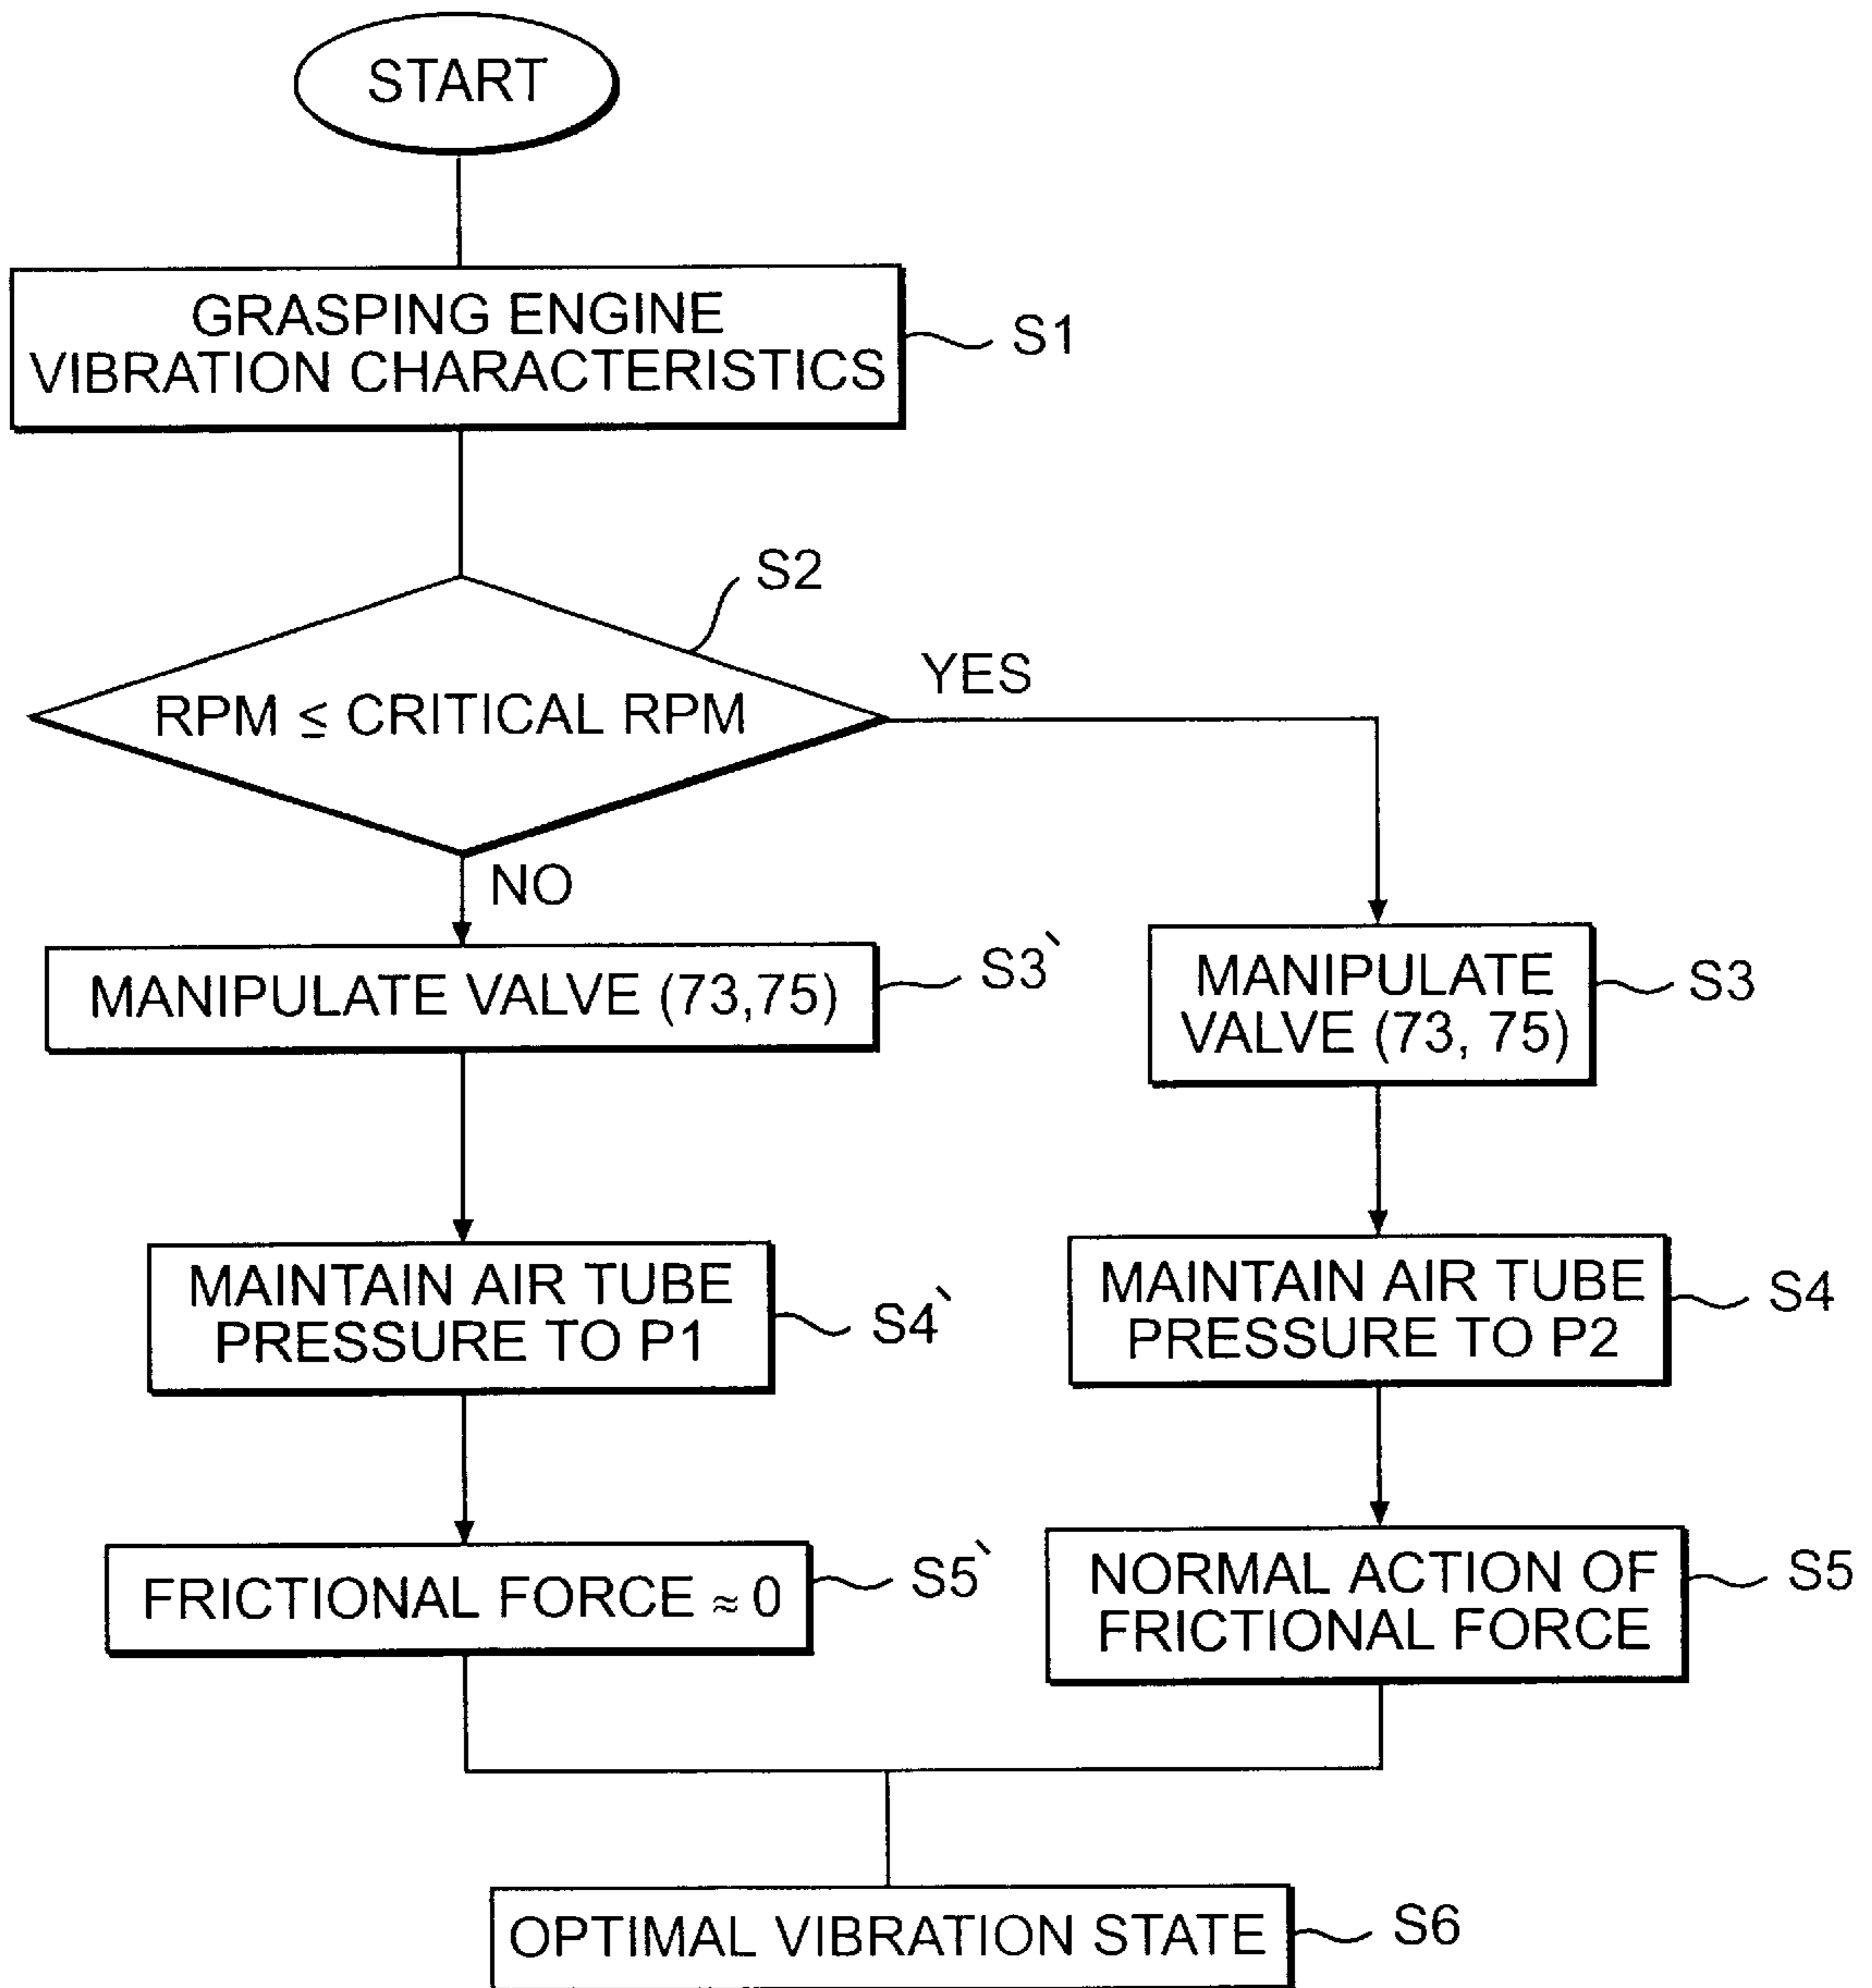 START
GRASPING ENGINE
VIBRATION CHARACTERISTICS
S1
S2
RPM ≤ CRITICAL RPM
YES
NO
MANIPULATE VALVE (73,75)
S3`
MANIPULATE
VALVE (73, 75)
S3
MAINTAIN AIR TUBE
PRESSURE TO P1
S4`
MAINTAIN AIR TUBE
PRESSURE TO P2
S4
FRICTIONAL FORCE ≈ 0
S5`
NORMAL ACTION OF
FRICTIONAL FORCE
S5
OPTIMAL VIBRATION STATE
S6